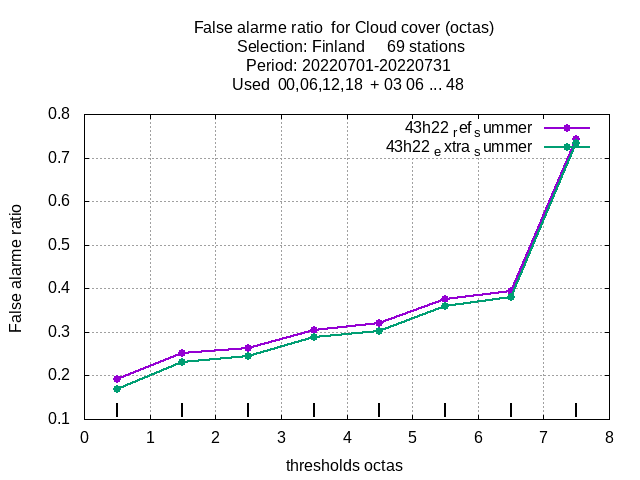 False alarme ratio  for Cloud cover (octas)
Selection: Finland     69 stations
Period: 20220701-20220731
Used  00,06,12,18  + 03 06 ... 48
43h22 ref summer
43h22 extra summer
0.8
0.7
0.6
0.5
0.4
0.3
0.2
0.1
False alarme ratio
0 1 2 3 4 5 6 7 8
thresholds octas